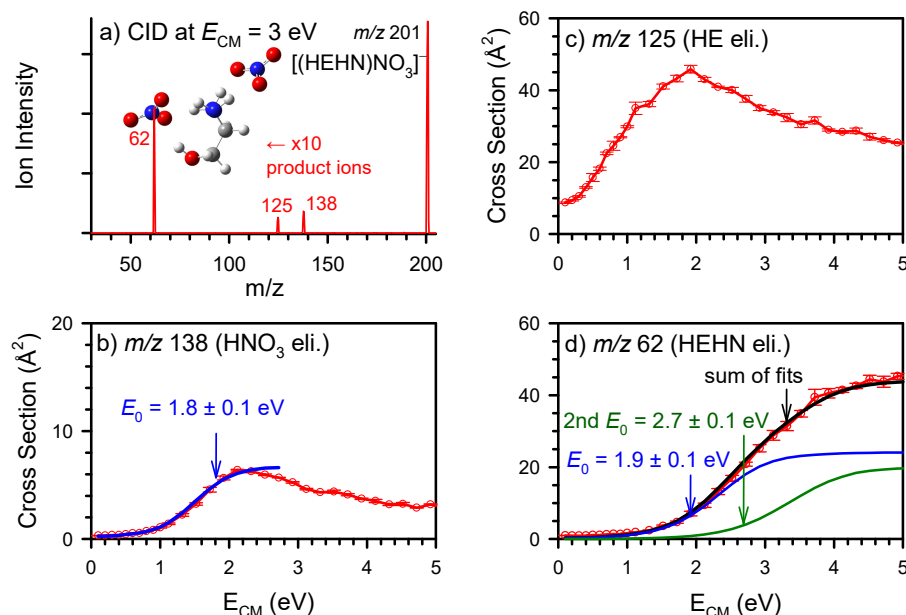 a) CID at E_CM = 3 eV
m/z 201
[(HEHN)NO₃]⁻
Ion Intensity
62
← x10
product ions
125
138
50
100
150
200
m/z
c) m/z 125 (HE eli.)
Cross Section (Å²)
60
40
20
0
0 1 2 3 4 5
b) m/z 138 (HNO₃ eli.)
Cross Section (Å²)
20
10
0
E₀ = 1.8 ± 0.1 eV
0 1 2 3 4 5
E_CM (eV)
d) m/z 62 (HEHN eli.)
60
40
20
0
sum of fits
2nd E₀ = 2.7 ± 0.1 eV
E₀ = 1.9 ± 0.1 eV
0 1 2 3 4 5
E_CM (eV)